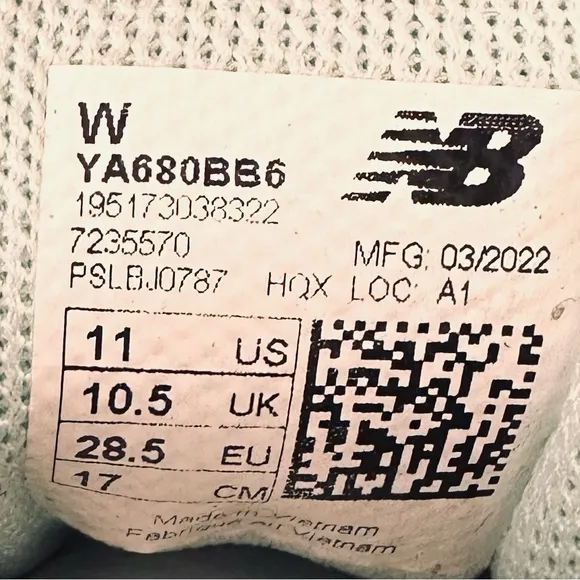 W
NB
YA680BB6
195173038322
7235570
MFG: 03/2022
PSLBJ0787 HQX LOC: A1
11 US
10.5 UK
28.5 EU
17 CM
Made in Vietnam
Fabriqué au Vietnam